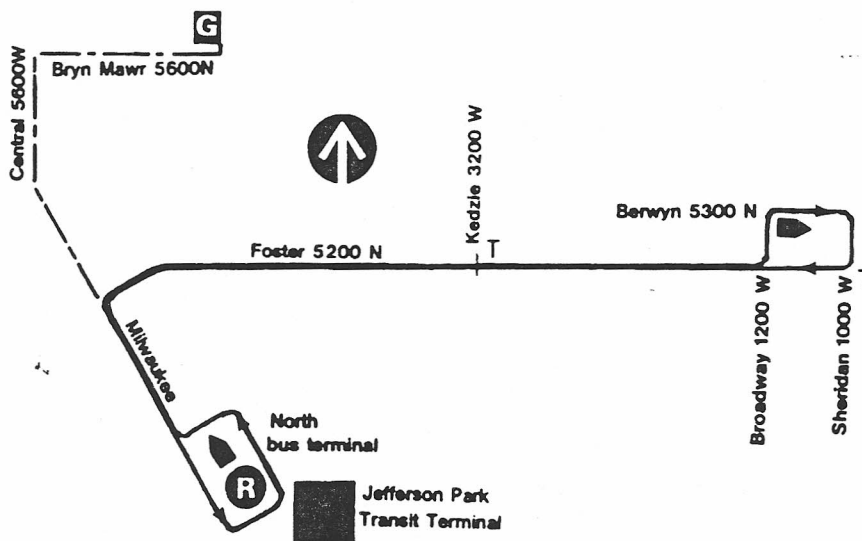 G
Bryn Mawr 5600N
Central 5600W
Kedzie 3200 W
Berwyn 5300 N
Foster 5200 N
T
Broadway 1200 W
Sheridan 1000 W
Milwaukee
North
bus terminal
R
Jefferson Park
Transit Terminal